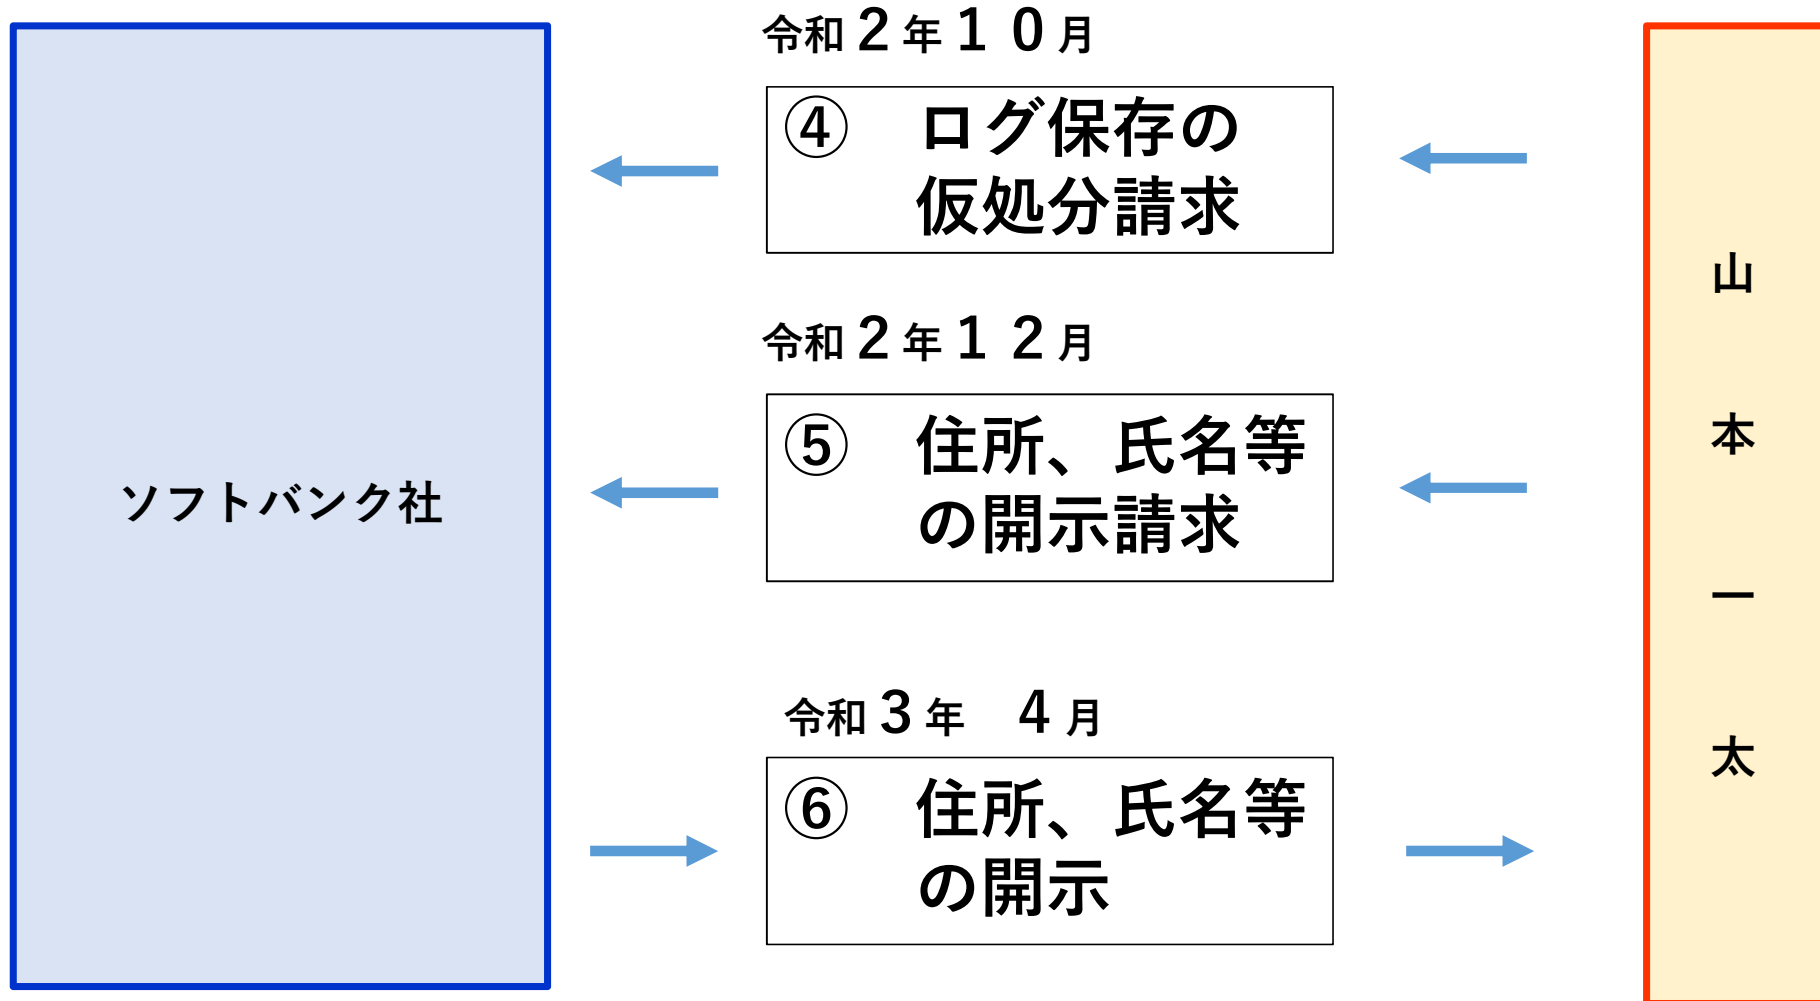 令和２年１０月
④　ログ保存の
仮処分請求
令和２年１２月
⑤　住所、氏名等
の開示請求
ソフトバンク社
令和３年　４月
⑥　住所、氏名等
の開示
山本一太